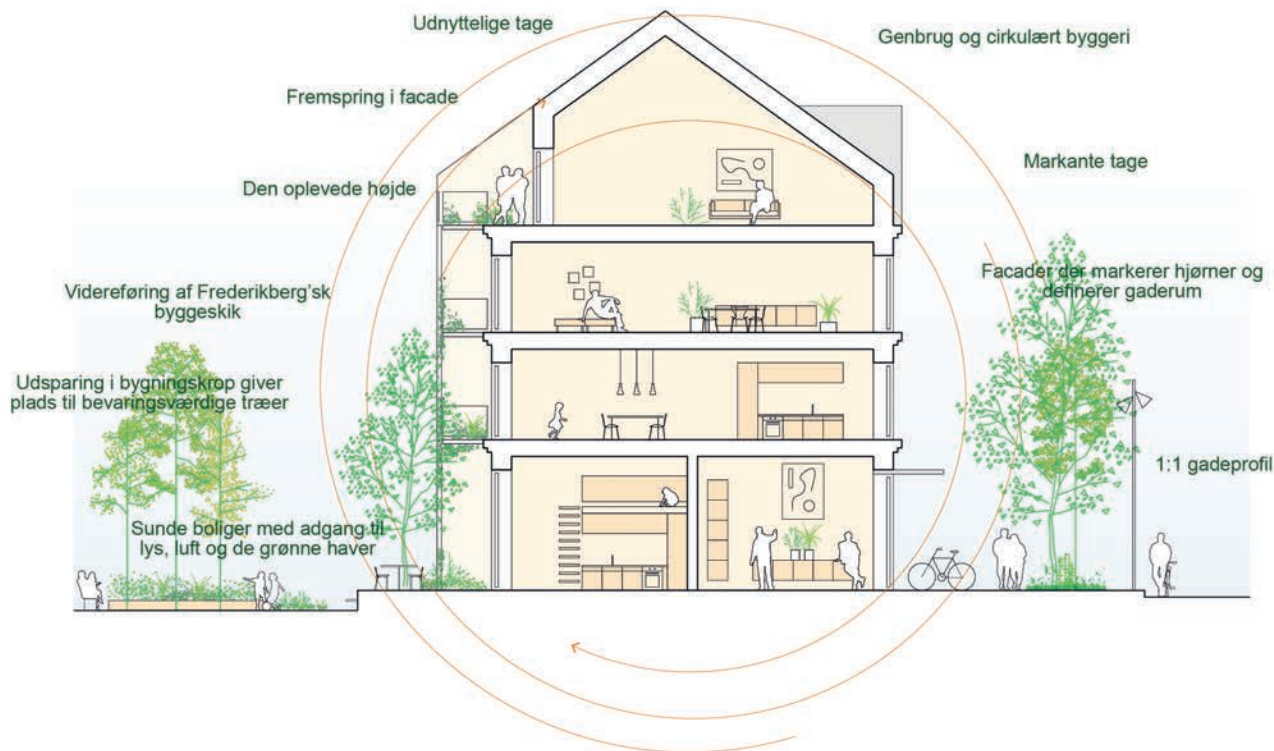 Udnyttelige tage
Genbrug og cirkulært byggeri
Fremspring i facade
Markante tage
Den oplevede højde
Facader der markerer hjørner og
definerer gaderum
Videreføring af Frederikberg'sk
byggeskik
Udsparing i bygningskrop giver
plads til bevaringsværdige træer
1:1 gadeprofil
Sunde boliger med adgang til
lys, luft og de grønne haver